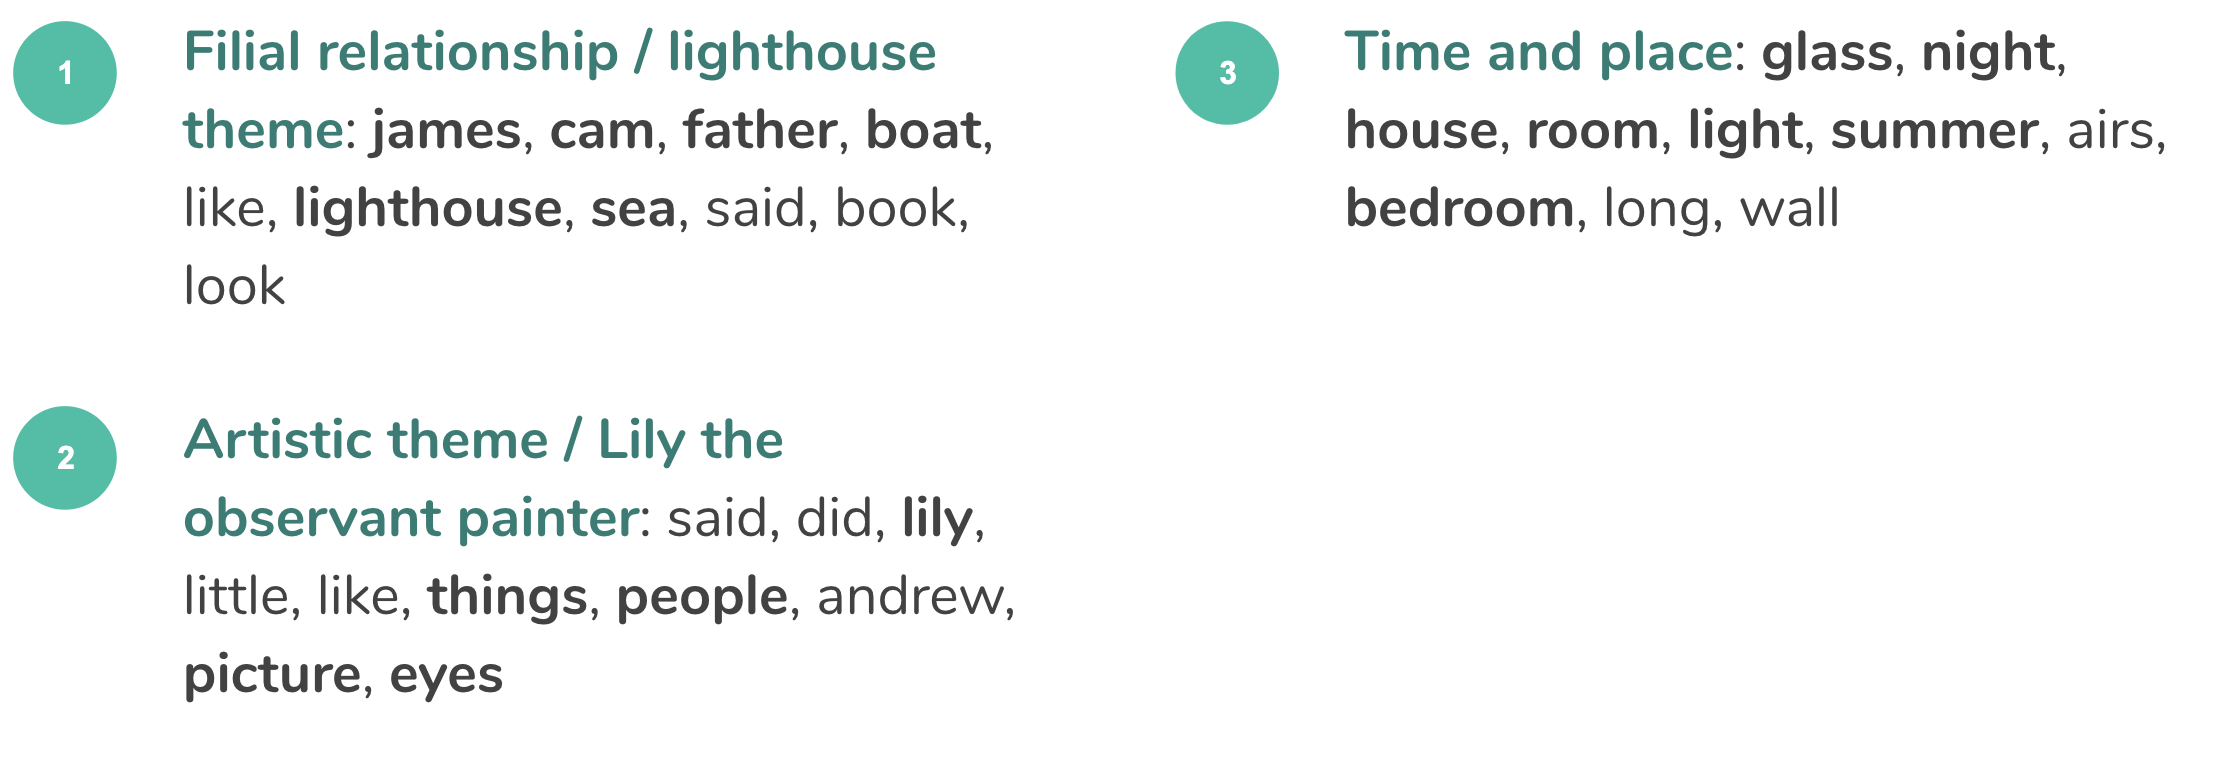 1
Filial relationship / lighthouse
theme: james, cam, father, boat,
like, lighthouse, sea, said, book,
look
2
Artistic theme / Lily the
observant painter: said, did, lily,
little, like, things, people, andrew,
picture, eyes
3
Time and place: glass, night,
house, room, light, summer, airs,
bedroom, long, wall